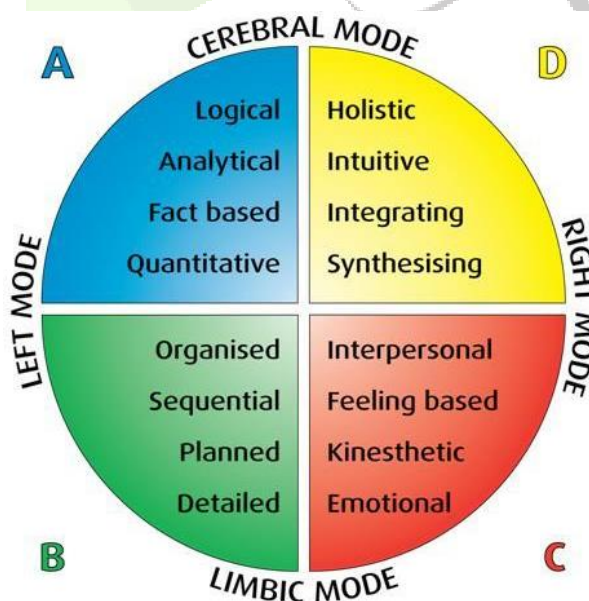 CEREBRAL MODE
A
D
Logical
Analytical
Fact based
Quantitative
Holistic
Intuitive
Integrating
Synthesising
LEFT MODE
RIGHT MODE
Organised
Sequential
Planned
Detailed
Interpersonal
Feeling based
Kinesthetic
Emotional
B
C
LIMBIC MODE